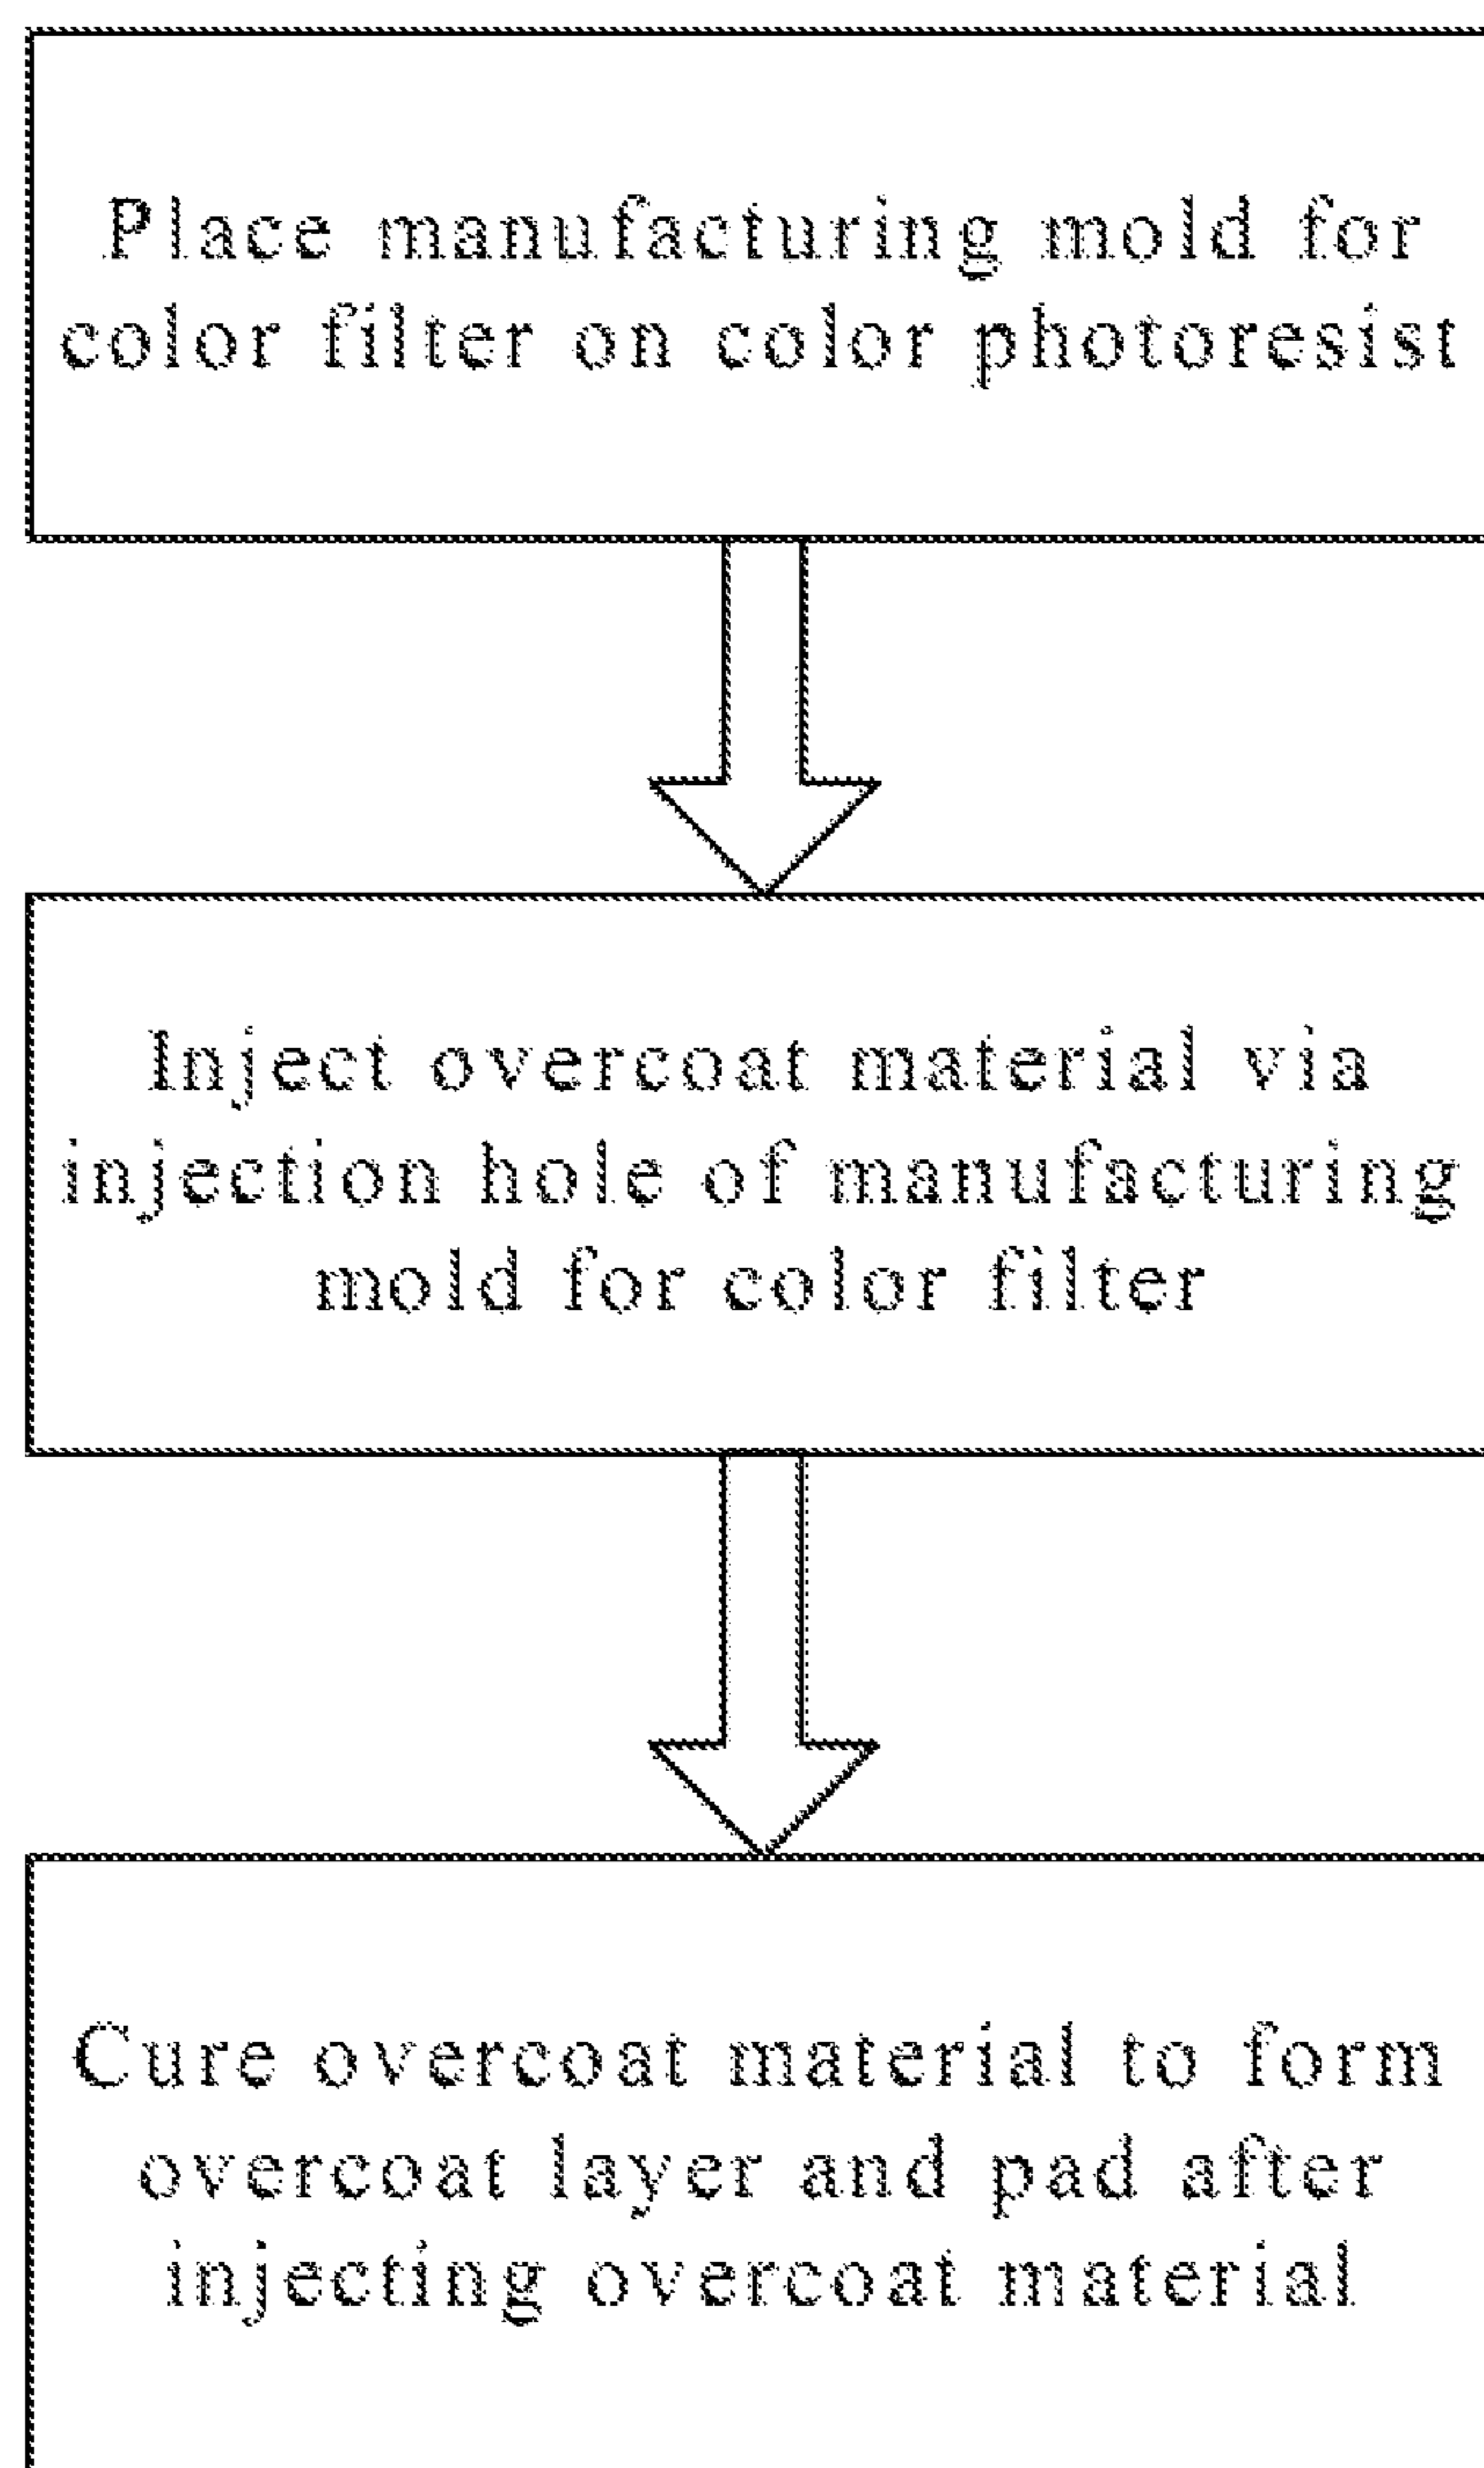 Place manufacturing mold for
color filter on color photoresist
Inject overcoat material via
injection hole of manufacturing
mold for color filter
Cure overcoat material to form
overcoat layer and pad after
injecting overcoat material